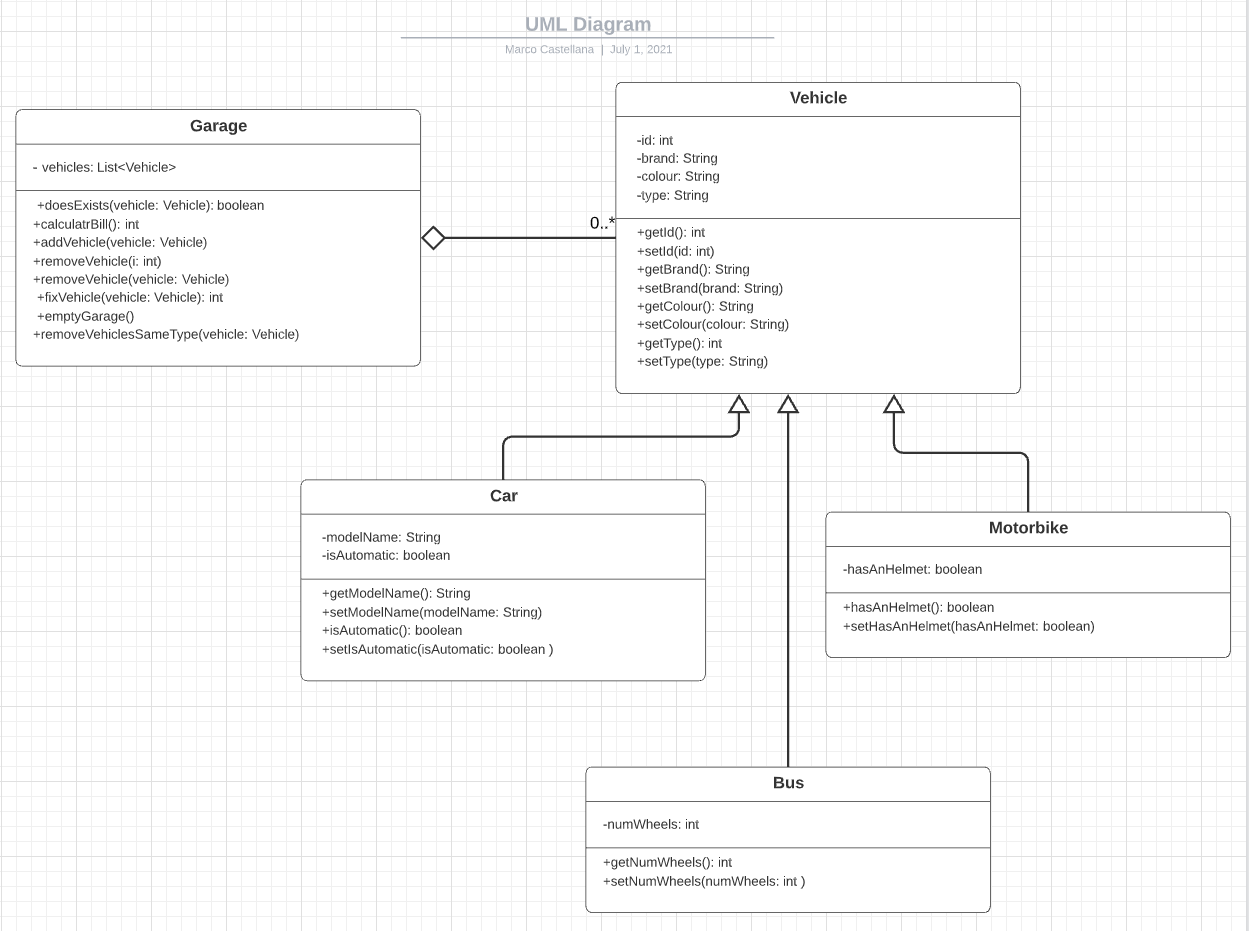 UML Diagram
Marco Castellana | July 1, 2021
Garage
- vehicles: List<Vehicle>
+doesExists(vehicle: Vehicle): boolean
+calculatrBill(): int
+addVehicle(vehicle: Vehicle)
+removeVehicle(i: int)
+removeVehicle(vehicle: Vehicle)
+fixVehicle(vehicle: Vehicle): int
+emptyGarage()
+removeVehiclesSameType(vehicle: Vehicle)
0..*
Vehicle
-id: int
-brand: String
-colour: String
-type: String
+getId(): int
+setId(id: int)
+getBrand(): String
+setBrand(brand: String)
+getColour(): String
+setColour(colour: String)
+getType(): int
+setType(type: String)
Car
-modelName: String
-isAutomatic: boolean
+getModelName(): String
+setModelName(modelName: String)
+isAutomatic(): boolean
+setIsAutomatic(isAutomatic: boolean )
Motorbike
-hasAnHelmet: boolean
+hasAnHelmet(): boolean
+setHasAnHelmet(hasAnHelmet: boolean)
Bus
-numWheels: int
+getNumWheels(): int
+setNumWheels(numWheels: int )